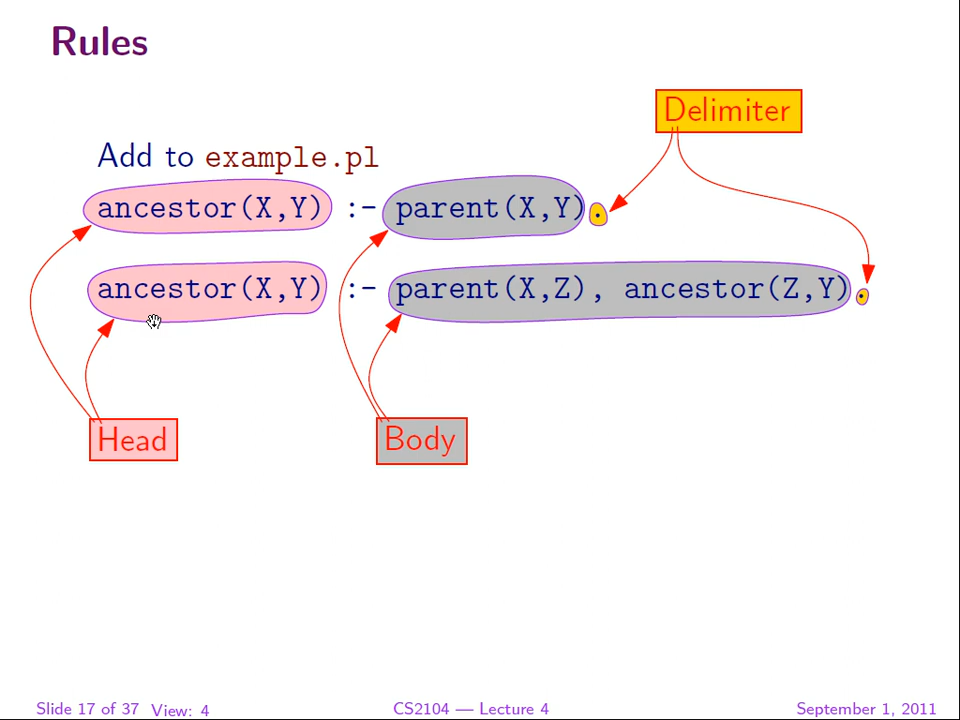 Rules
Delimiter
Add to example.pl
ancestor(X,Y) :- parent(X,Y).
ancestor(X,Y) :- parent(X,Z), ancestor(Z,Y).
Head
Body
Slide 17 of 37 View: 4 CS2104 — Lecture 4 September 1, 2011